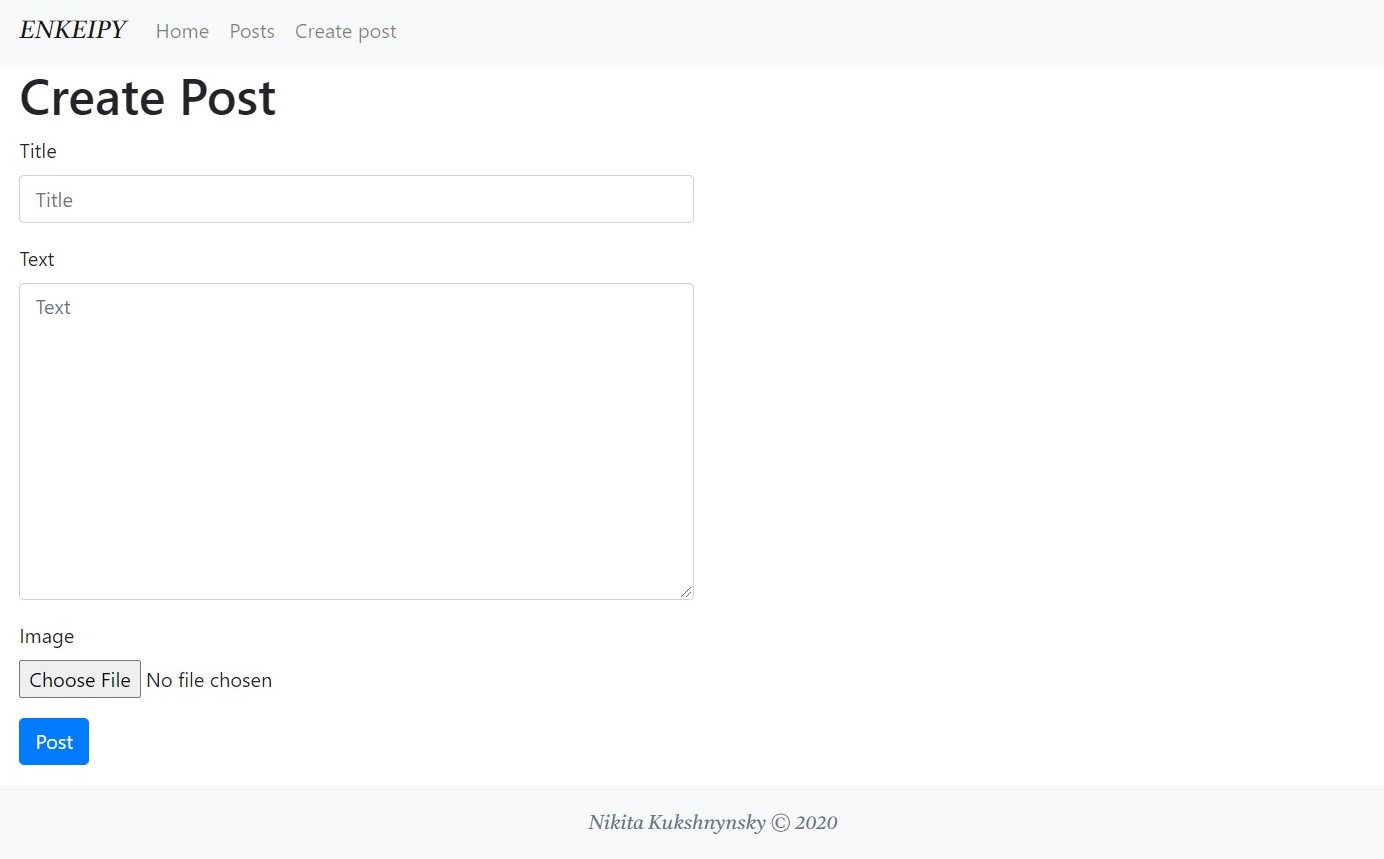 ENKEIPY Home Posts Create post
Create Post
Title
Title
Text
Text
Image
Choose File No file chosen
Post
Nikita Kukshnynsky © 2020